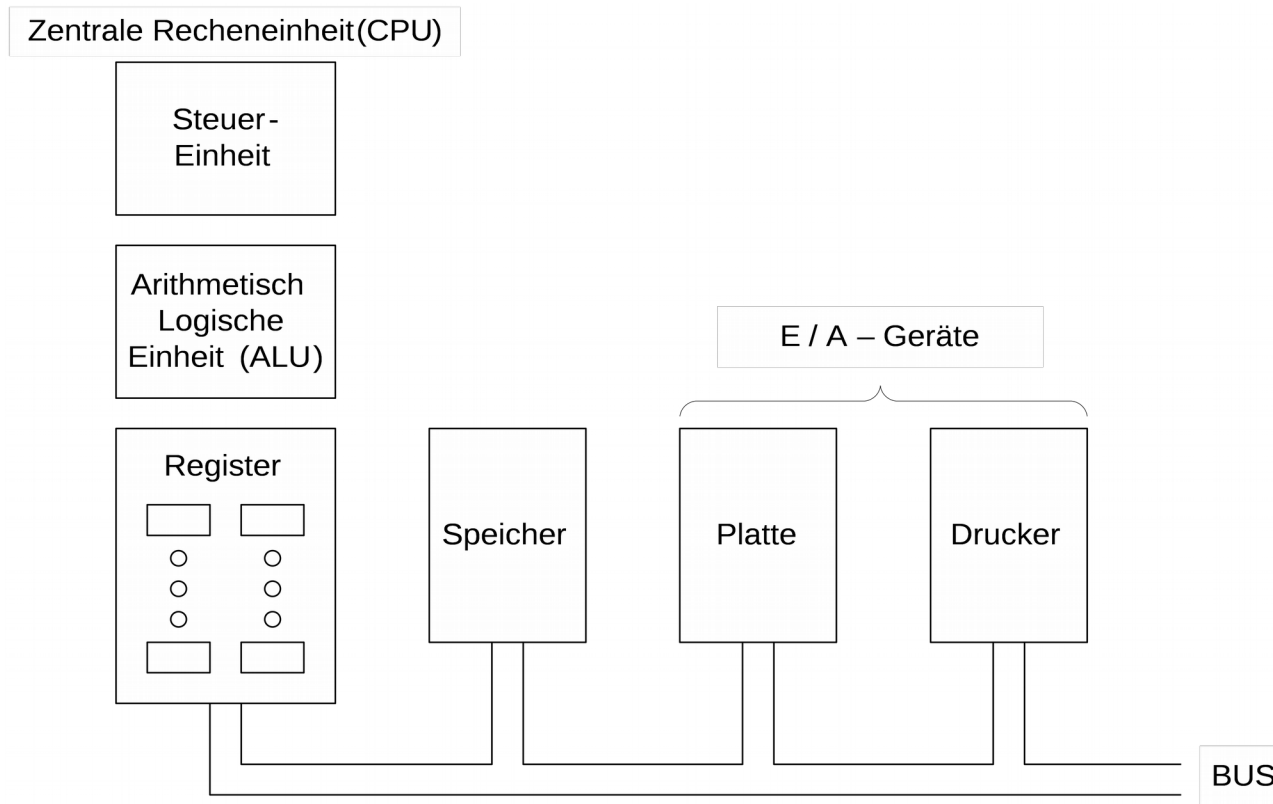 Zentrale Recheneinheit(CPU)
Steuer-
Einheit
Arithmetisch
Logische
Einheit (ALU)
E / A – Geräte
Register
Speicher
Platte
Drucker
BUS